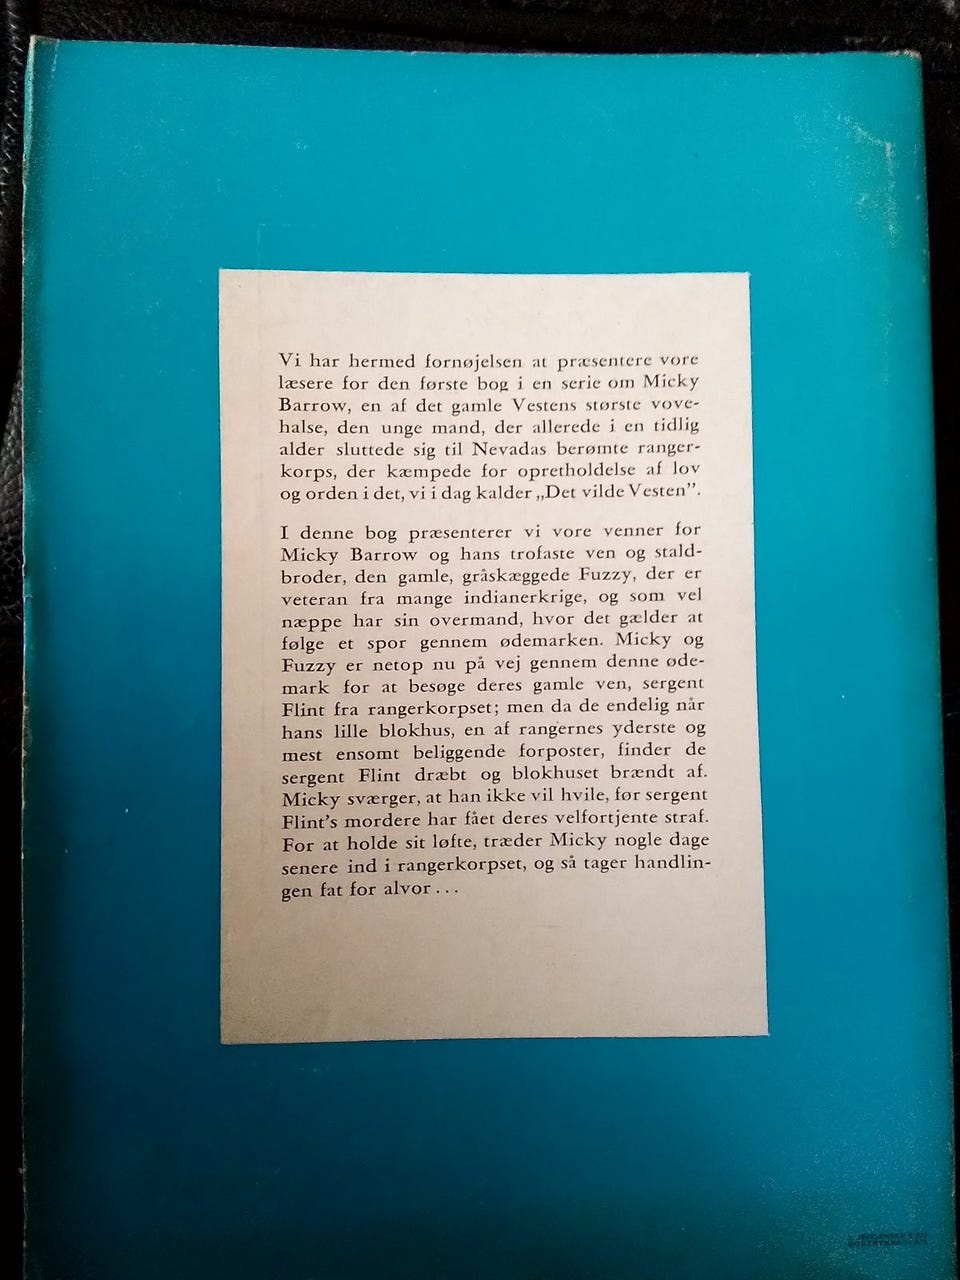 Vi har hermed fornøjelsen at præsentere vore
læsere for den første bog i en serie om Micky
Barrow, en af det gamle Vestens største vove-
halse, den unge mand, der allerede i en tidlig
alder sluttede sig til Nevadas berømte ranger-
korps, der kæmpede for opretholdelse af lov
og orden i det, vi i dag kalder „Det vilde Vesten”.
I denne bog præsenterer vi vore venner for
Micky Barrow og hans trofaste ven og stald-
broder, den gamle, gråskæggede Fuzzy, der er
veteran fra mange indianerkrige, og som vel
næppe har sin overmand, hvor det gælder at
følge et spor gennem ødemarken. Micky og
Fuzzy er netop nu på vej gennem denne øde-
mark for at besøge deres gamle ven, sergent
Flint fra rangerkorpset; men da de endelig når
hans lille blokhus, en af rangernes yderste og
mest ensomt beliggende forposter, finder de
sergent Flint dræbt og blokhuset brændt af.
Micky sværger, at han ikke vil hvile, før sergent
Flint's mordere har fået deres velfortjente straf.
For at holde sit løfte, træder Micky nogle dage
senere ind i rangerkorpset, og så tager handlin-
gen fat for alvor . . .